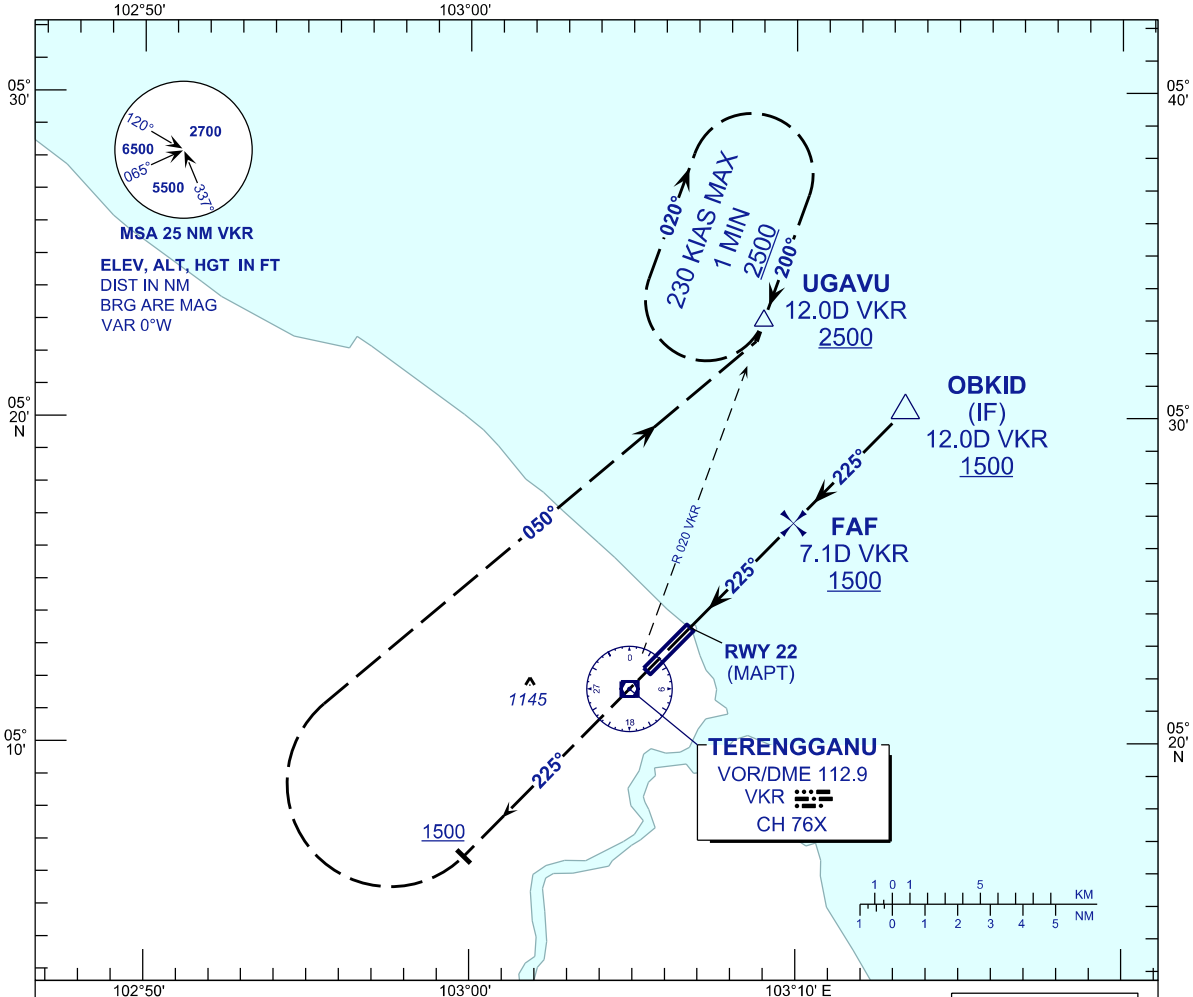 102°50'
103°00'
05°
30'
05°
40'
120°
2700
6500
065°
5500
337°
MSA 25 NM VKR
ELEV, ALT, HGT IN FT
DIST IN NM
BRG ARE MAG
VAR 0°W
020°
230 KIAS MAX
1 MIN
2500
200°
UGAVU
12.0D VKR
2500
OBKID
(IF)
12.0D VKR
1500
05°
20'
N
05°
30'
225°
050°
R 020 VKR
FAF
7.1D VKR
1500
225°
RWY 22
(MAPT)
0
27
9
18
1145
TERENGGANU
VOR/DME 112.9
VKR
CH 76X
05°
10'
05°
20'
N
225°
1500
1 0 1 5 KM
1 0 1 2 3 4 5 NM
102°50'
103°00'
103°10' E